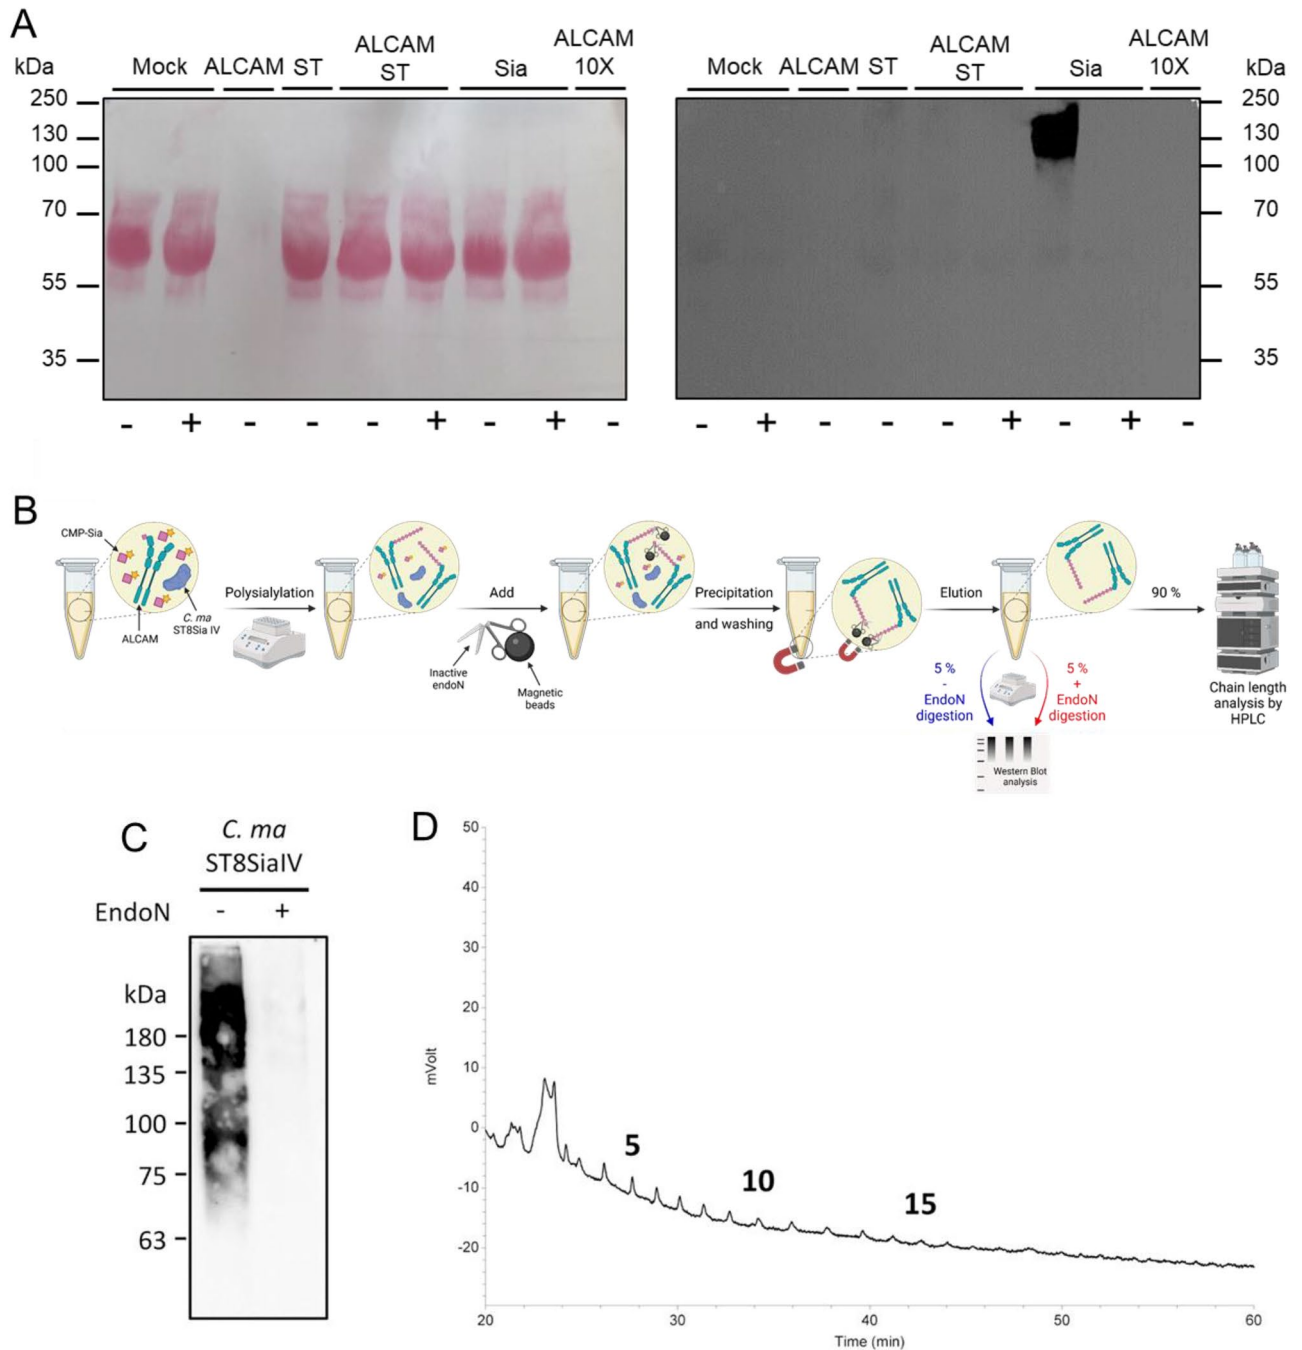 A
kDa
Mock
ALCAM
ST
ALCAM
ST
Sia
ALCAM
10X
250
130
100
70
55
35
- + - - - + - + -
Mock
ALCAM
ST
ALCAM
ST
Sia
ALCAM
10X
kDa
250
130
100
70
55
35
- + - - - + - + -
B
CMP-Sia
ALCAM
C. ma
ST8Sia IV
Polysialylation
Add
Inactive
endoN
Magnetic
beads
Precipitation
and washing
Elution
5 %
-
EndoN
digestion
5 %
+
EndoN
digestion
Western Blot
analysis
90 %
Chain length
analysis by
HPLC
C
C. ma
ST8SiaIV
EndoN - +
kDa
180
135
100
75
63
D
50
40
30
20
10
0
-10
-20
mVolt
5
10
15
20 30 40 50 60
Time (min)